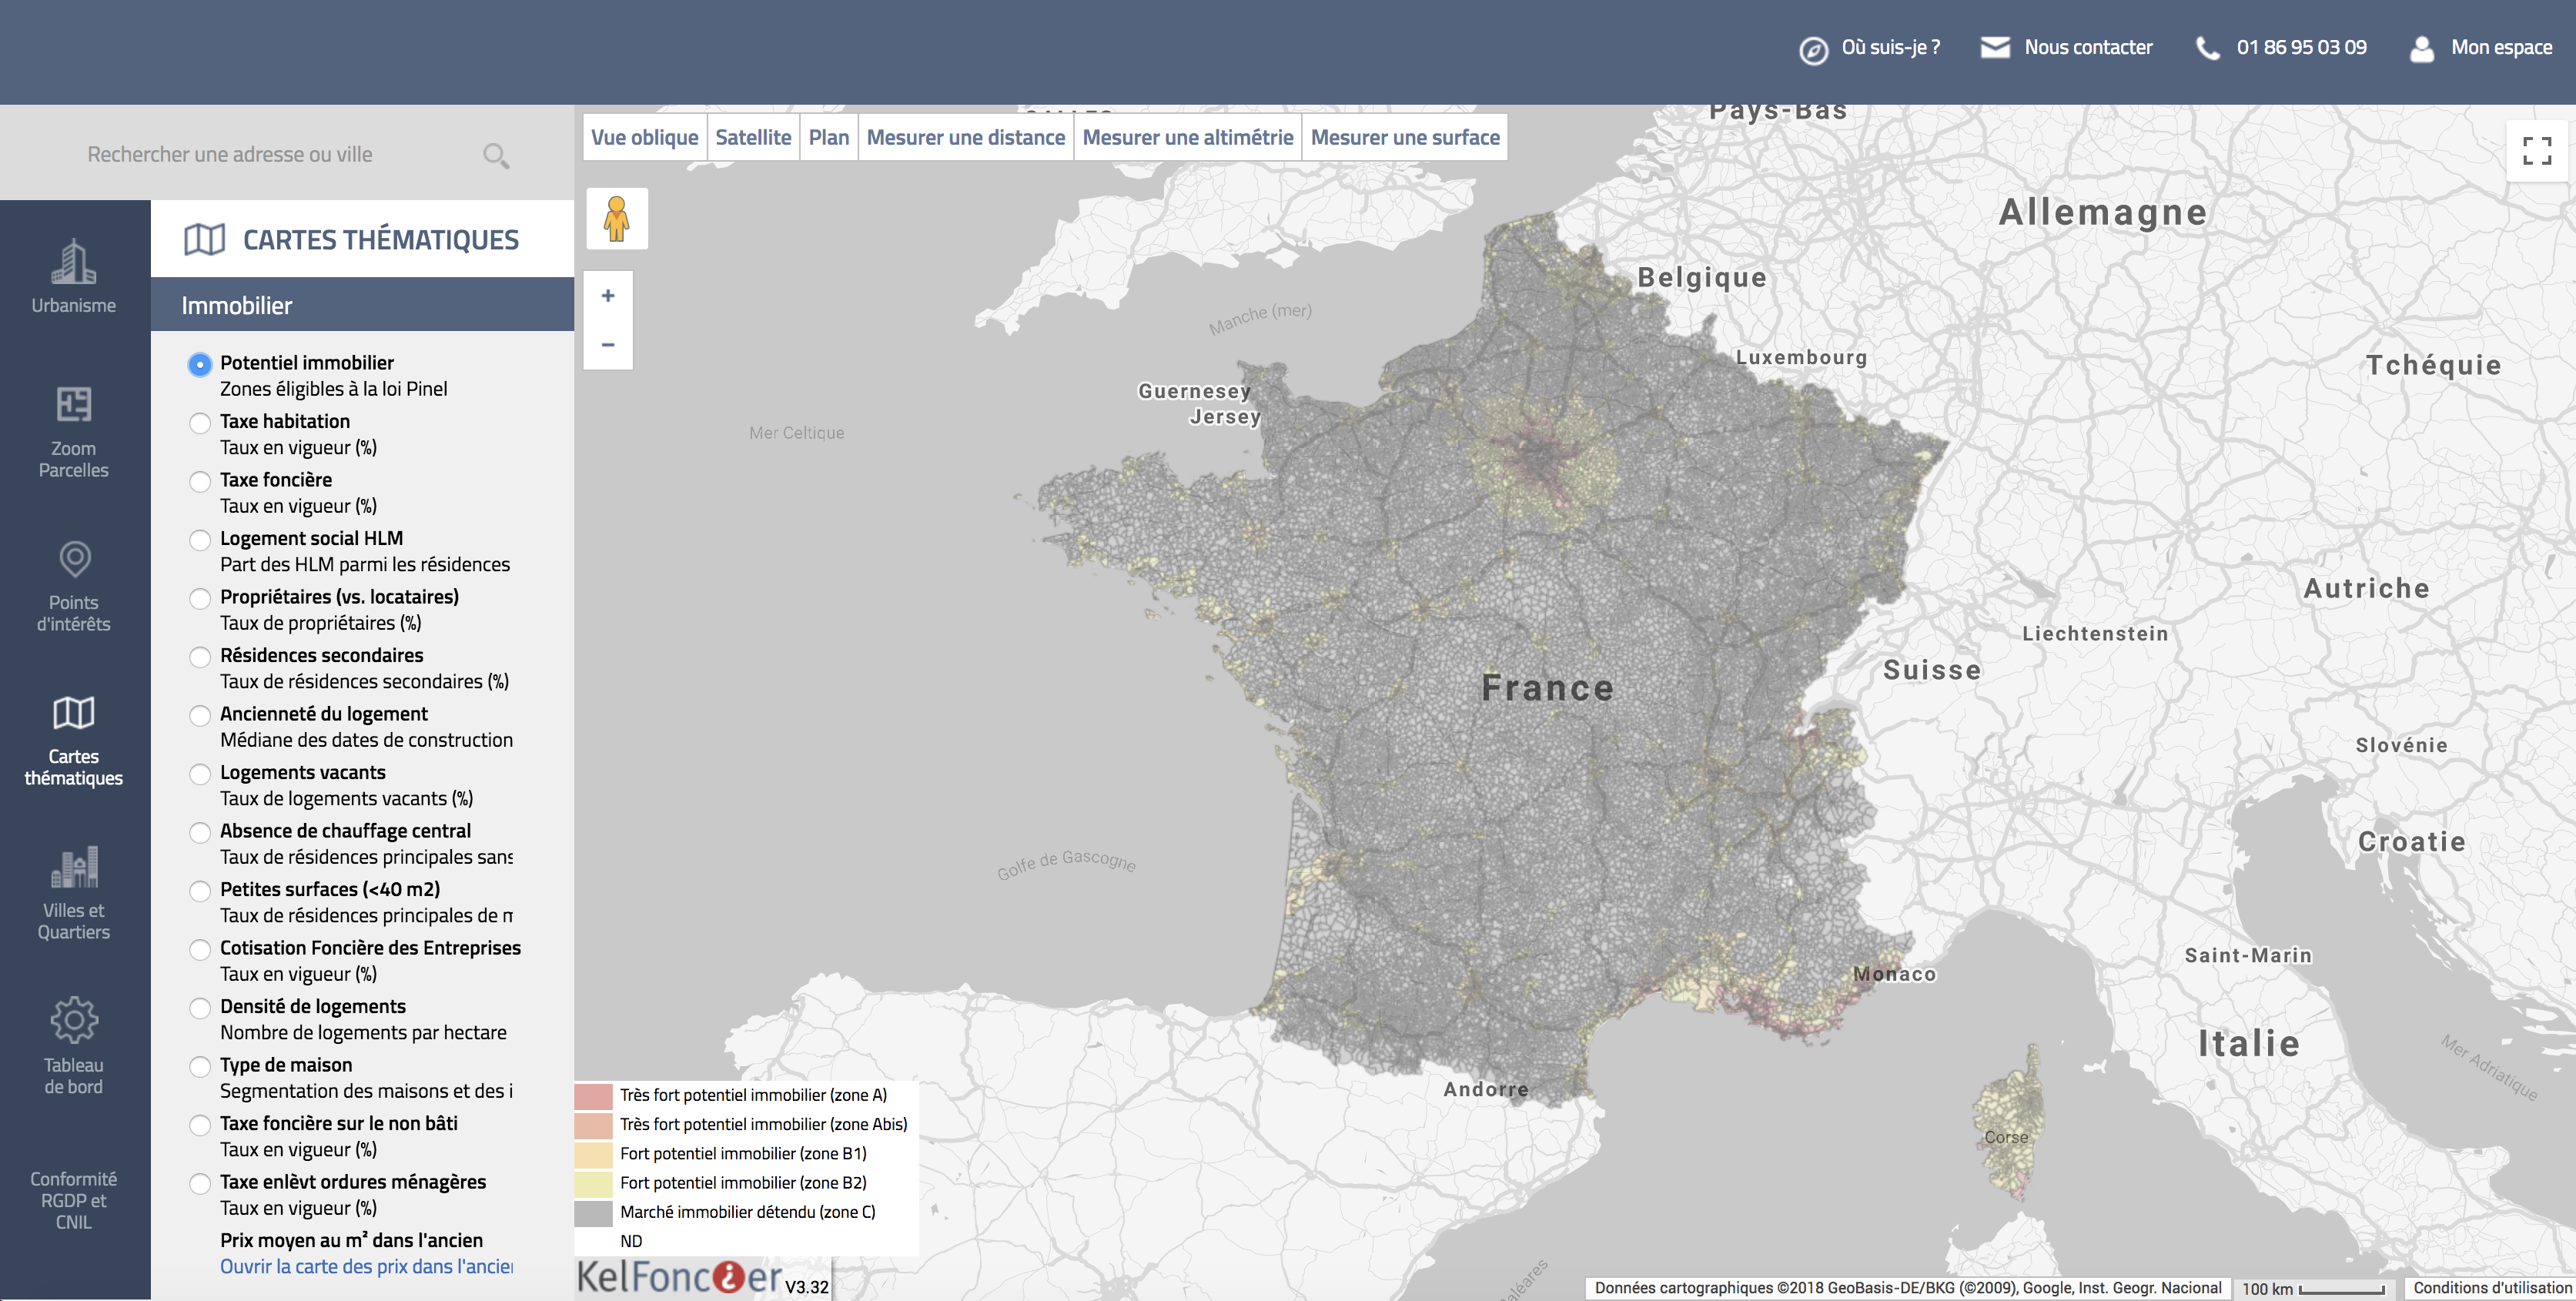 Où suis-je ?
Nous contacter
01 86 95 03 09
Mon espace
Rechercher une adresse ou ville
Urbanisme
Zoom
Parcelles
Points
d'intérêts
Cartes
thématiques
Villes et
Quartiers
Tableau
de bord
Conformité
RGDP et
CNIL
CARTES THÉMATIQUES
Immobilier
Potentiel immobilier
Zones éligibles à la loi Pinel
Taxe habitation
Taux en vigueur (%)
Taxe foncière
Taux en vigueur (%)
Logement social HLM
Part des HLM parmi les résidences
Propriétaires (vs. locataires)
Taux de propriétaires (%)
Résidences secondaires
Taux de résidences secondaires (%)
Ancienneté du logement
Médiane des dates de construction
Logements vacants
Taux de logements vacants (%)
Absence de chauffage central
Taux de résidences principales sans
Petites surfaces (<40 m2)
Taux de résidences principales de m
Cotisation Foncière des Entreprises
Taux en vigueur (%)
Densité de logements
Nombre de logements par hectare
Type de maison
Segmentation des maisons et des i
Taxe foncière sur le non bâti
Taux en vigueur (%)
Taxe enlèvt ordures ménagères
Taux en vigueur (%)
Prix moyen au m² dans l'ancien
Ouvrir la carte des prix dans l'ancien
Vue oblique
Satellite
Plan
Mesurer une distance
Mesurer une altimétrie
Mesurer une surface
+
−
Pays-Bas
Allemagne
Belgique
Manche (mer)
Luxembourg
Tchéquie
Guernesey
Jersey
Mer Celtique
Autriche
Liechtenstein
Suisse
France
Slovénie
Croatie
Golfe de Gascogne
Saint-Marin
Monaco
Italie
Mer Adriatique
Andorre
Corse
Très fort potentiel immobilier (zone A)
Très fort potentiel immobilier (zone Abis)
Fort potentiel immobilier (zone B1)
Fort potentiel immobilier (zone B2)
Marché immobilier détendu (zone C)
ND
KelFoncier V3.32
Données cartographiques ©2018 GeoBasis-DE/BKG (©2009), Google, Inst. Geogr. Nacional
100 km
Conditions d'utilisation